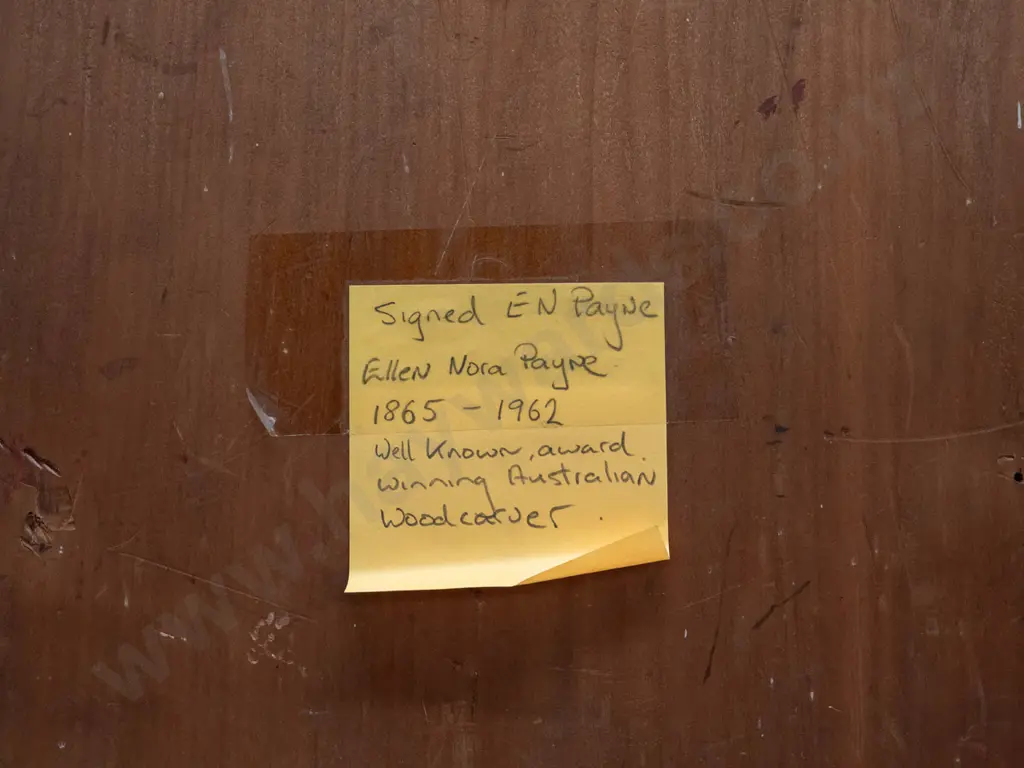 Signed EN Payne
Ellen Nora Payne.
1865 - 1962
Well Known, award.
winning Australian
Woodcarver.